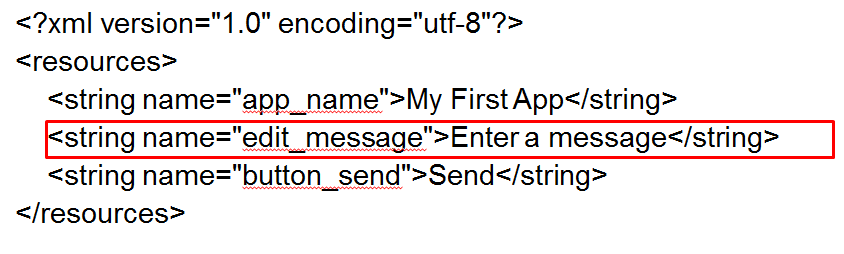 <?xml version="1.0" encoding="utf-8"?>
<resources>
<string name="app_name">My First App</string>
<string name="edit_message">Enter a message</string>
<string name="button_send">Send</string>
</resources>